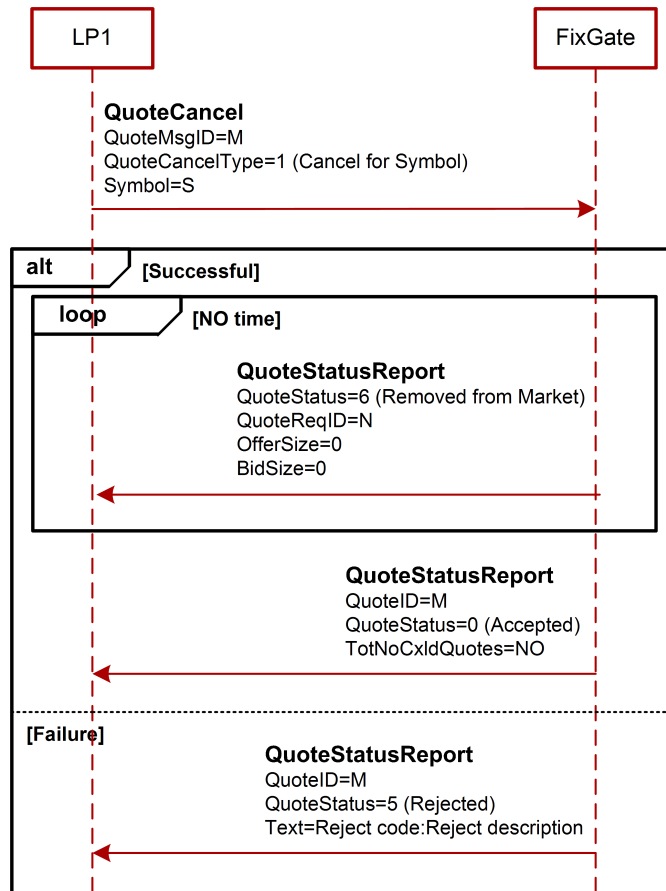 LP1
FixGate
QuoteCancel
QuoteMsgID=M
QuoteCancelType=1 (Cancel for Symbol)
Symbol=S
alt
[Successful]
loop
[NO time]
QuoteStatusReport
QuoteStatus=6 (Removed from Market)
QuoteReqID=N
OfferSize=0
BidSize=0
QuoteStatusReport
QuoteID=M
QuoteStatus=0 (Accepted)
TotNoCxldQuotes=NO
[Failure]
QuoteStatusReport
QuoteID=M
QuoteStatus=5 (Rejected)
Text=Reject code:Reject description